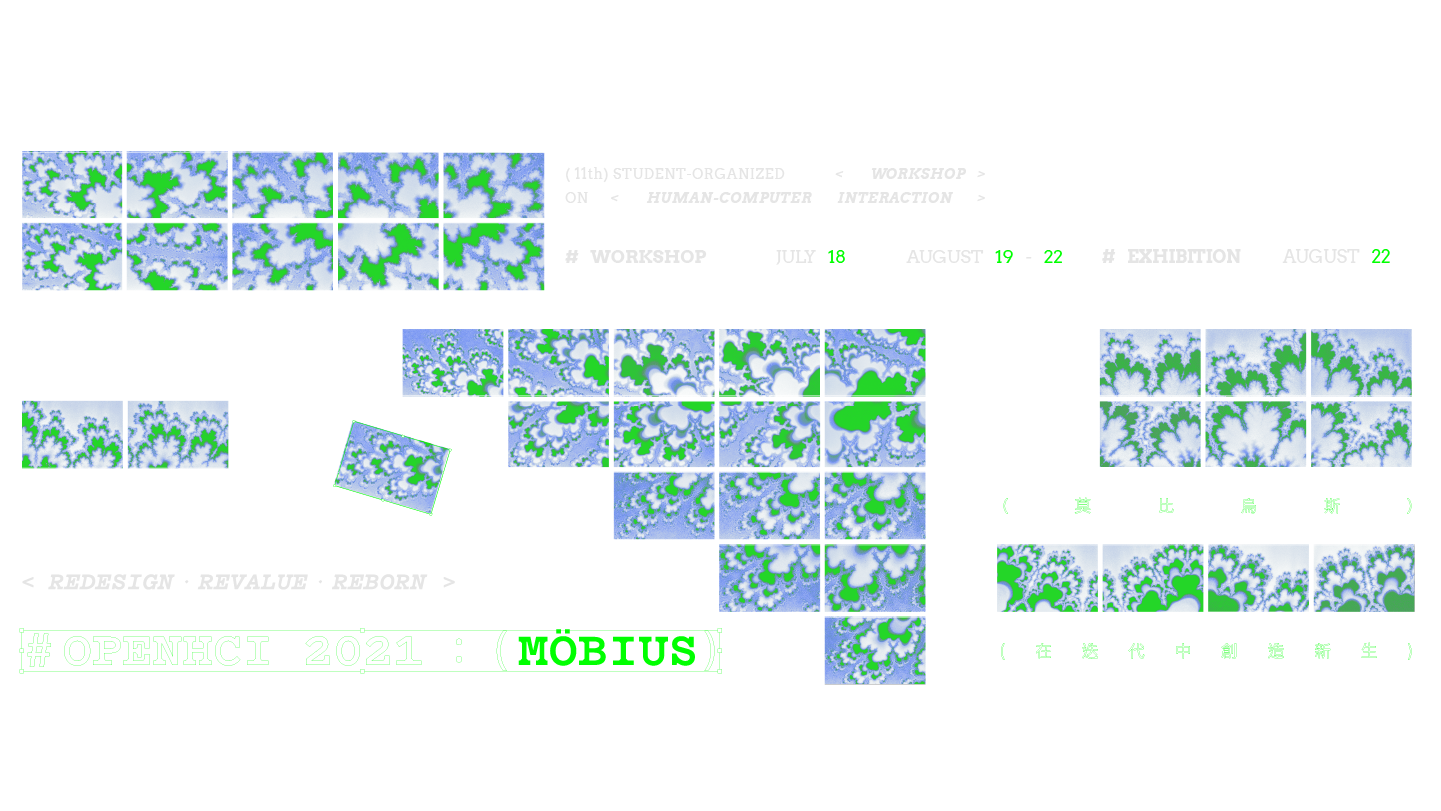 ( 11th) STUDENT-ORGANIZED < WORKSHOP >
ON < HUMAN-COMPUTER INTERACTION >
# WORKSHOP JULY 18 AUGUST 19 - 22 # EXHIBITION AUGUST 22
( 莫 比 烏 斯 )
< REDESIGN · REVALUE · REBORN >
# OPENHCI 2021 : (MÖBIUS)
( 在 迭 代 中 創 造 新 生 )